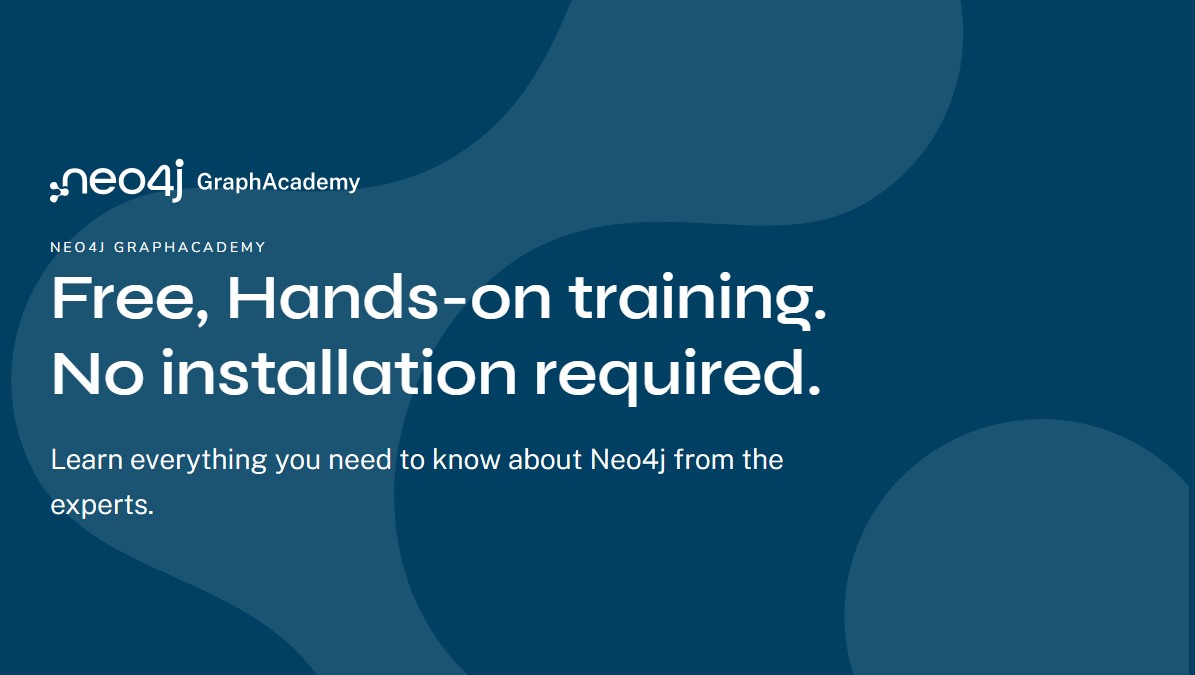 neo4j GraphAcademy
NEO4J GRAPHACADEMY
Free, Hands-on training.
No installation required.
Learn everything you need to know about Neo4j from the
experts.